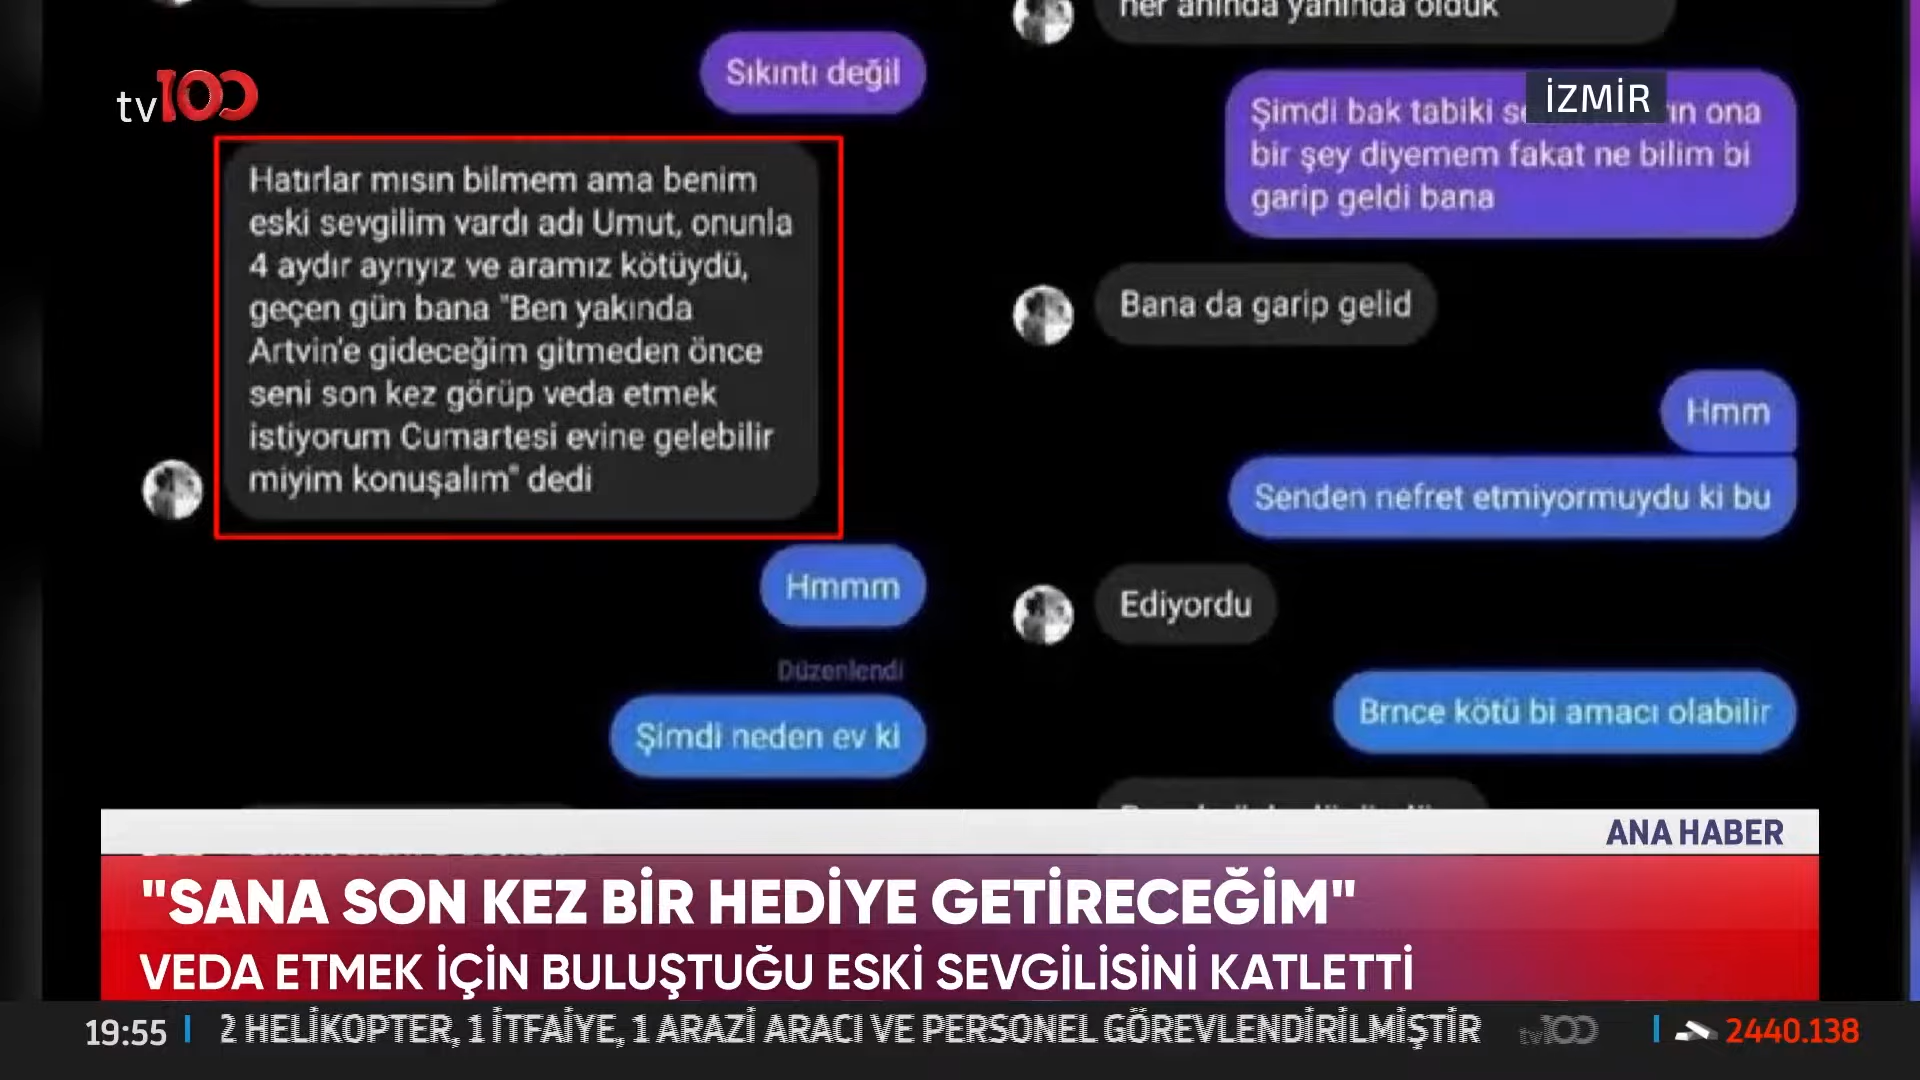 tv100
İZMİR
Sıkıntı değil
Hatırlar mısın bilmem ama benim
eski sevgilim vardı adı Umut, onunla
4 aydır ayrıyız ve aramız kötüydü,
geçen gün bana "Ben yakında
Artvin'e gideceğim gitmeden önce
seni son kez görüp veda etmek
istiyorum Cumartesi evine gelebilir
miyim konuşalım" dedi
Hmmm
Düzenlendi
Şimdi neden ev ki
her anında yanında olduk
Şimdi bak tabiki ona
bir şey diyemem fakat ne bilim bi
garip geldi bana
Bana da garip gelid
Hmm
Senden nefret etmiyormuydu ki bu
Ediyordu
Brnce kötü bi amacı olabilir
ANA HABER
"SANA SON KEZ BİR HEDİYE GETİRECEĞİM"
VEDA ETMEK İÇİN BULUŞTUĞU ESKİ SEVGİLİSİNİ KATLETTİ
19:55 2 HELİKOPTER, 1 İTFAİYE, 1 ARAZİ ARACI VE PERSONEL GÖREVLENDİRİLMİŞTİR tv100 2440.138